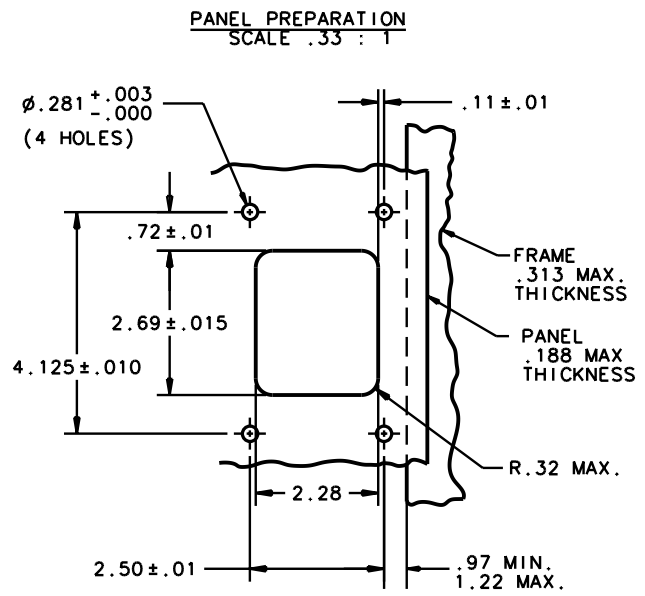 PANEL PREPARATION
SCALE .33 : 1
Ø.281 +.003
-.000
(4 HOLES)
.11±.01
.72±.01
FRAME
.313 MAX.
THICKNESS
2.69±.015
PANEL
.188 MAX
THICKNESS
4.125±.010
R.32 MAX.
2.28
2.50±.01
.97 MIN.
1.22 MAX.